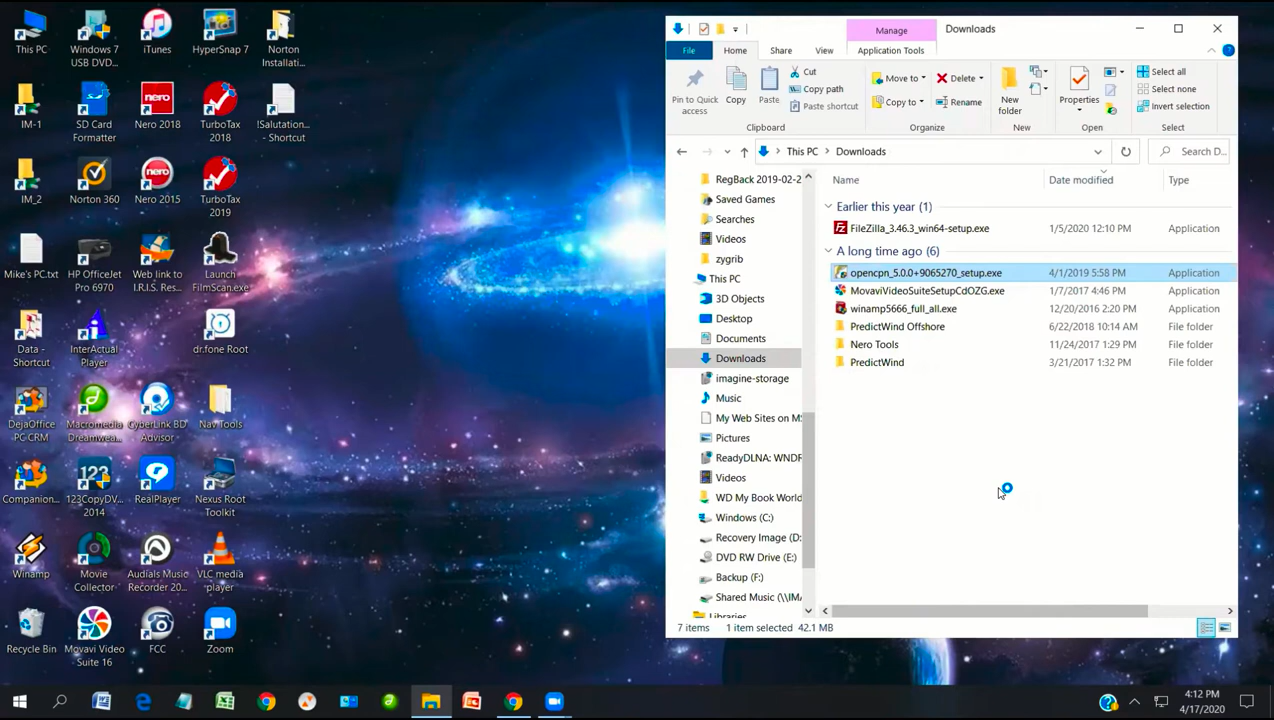 This PC
Windows 7
USB DVD...
iTunes
HyperSnap 7
Norton
Installati...
IM-1
SD Card
Formatter
Nero 2018
TurboTax
2018
!Salutation...
- Shortcut
IM_2
Norton 360
Nero 2015
TurboTax
2019
Mike's PC.txt
HP OfficeJet
Pro 6970
Web link to
I.R.I.S. Res...
Launch
FilmScan.exe
Data -
Shortcut
InterActual
Player
dr.fone Root
DejaOffice
PC CRM
Macromedia
Dreamwea...
CyberLink BD
Advisor
Nav Tools
Companion...
123CopyDV...
2014
RealPlayer
Nexus Root
Toolkit
Winamp
Movie
Collector
Audials Music
Recorder 20...
VLC media
player
Recycle Bin
Movavi Video
Suite 16
FCC
Zoom
Manage
Downloads
File
Home
Share
View
Application Tools
Pin to Quick
access
Copy
Paste
Cut
Copy path
Paste shortcut
Clipboard
Move to
Copy to
Delete
Rename
Organize
New
folder
New
Properties
Open
Select all
Select none
Invert selection
Select
This PC
Downloads
Search D...
RegBack 2019-02-2
Saved Games
Searches
Videos
zygrib
This PC
3D Objects
Desktop
Documents
Downloads
imagine-storage
Music
My Web Sites on MS
Pictures
ReadyDLNA: WNDR
Videos
WD My Book World
Windows (C:)
Recovery Image (D:
DVD RW Drive (E:)
Backup (F:)
Shared Music (\\IMA
Libraries
Name
Date modified
Type
Earlier this year (1)
FileZilla_3.46.3_win64-setup.exe 1/5/2020 12:10 PM Application
A long time ago (6)
opencpn_5.0.0+9065270_setup.exe 4/1/2019 5:58 PM Application
MovaviVideoSuiteSetupCdOZG.exe 1/7/2017 4:46 PM Application
winamp5666_full_all.exe 12/20/2016 2:20 PM Application
PredictWind Offshore 6/22/2018 10:14 AM File folder
Nero Tools 11/24/2017 1:29 PM File folder
PredictWind 3/21/2017 1:32 PM File folder
7 items 1 item selected 42.1 MB
4:12 PM
4/17/2020